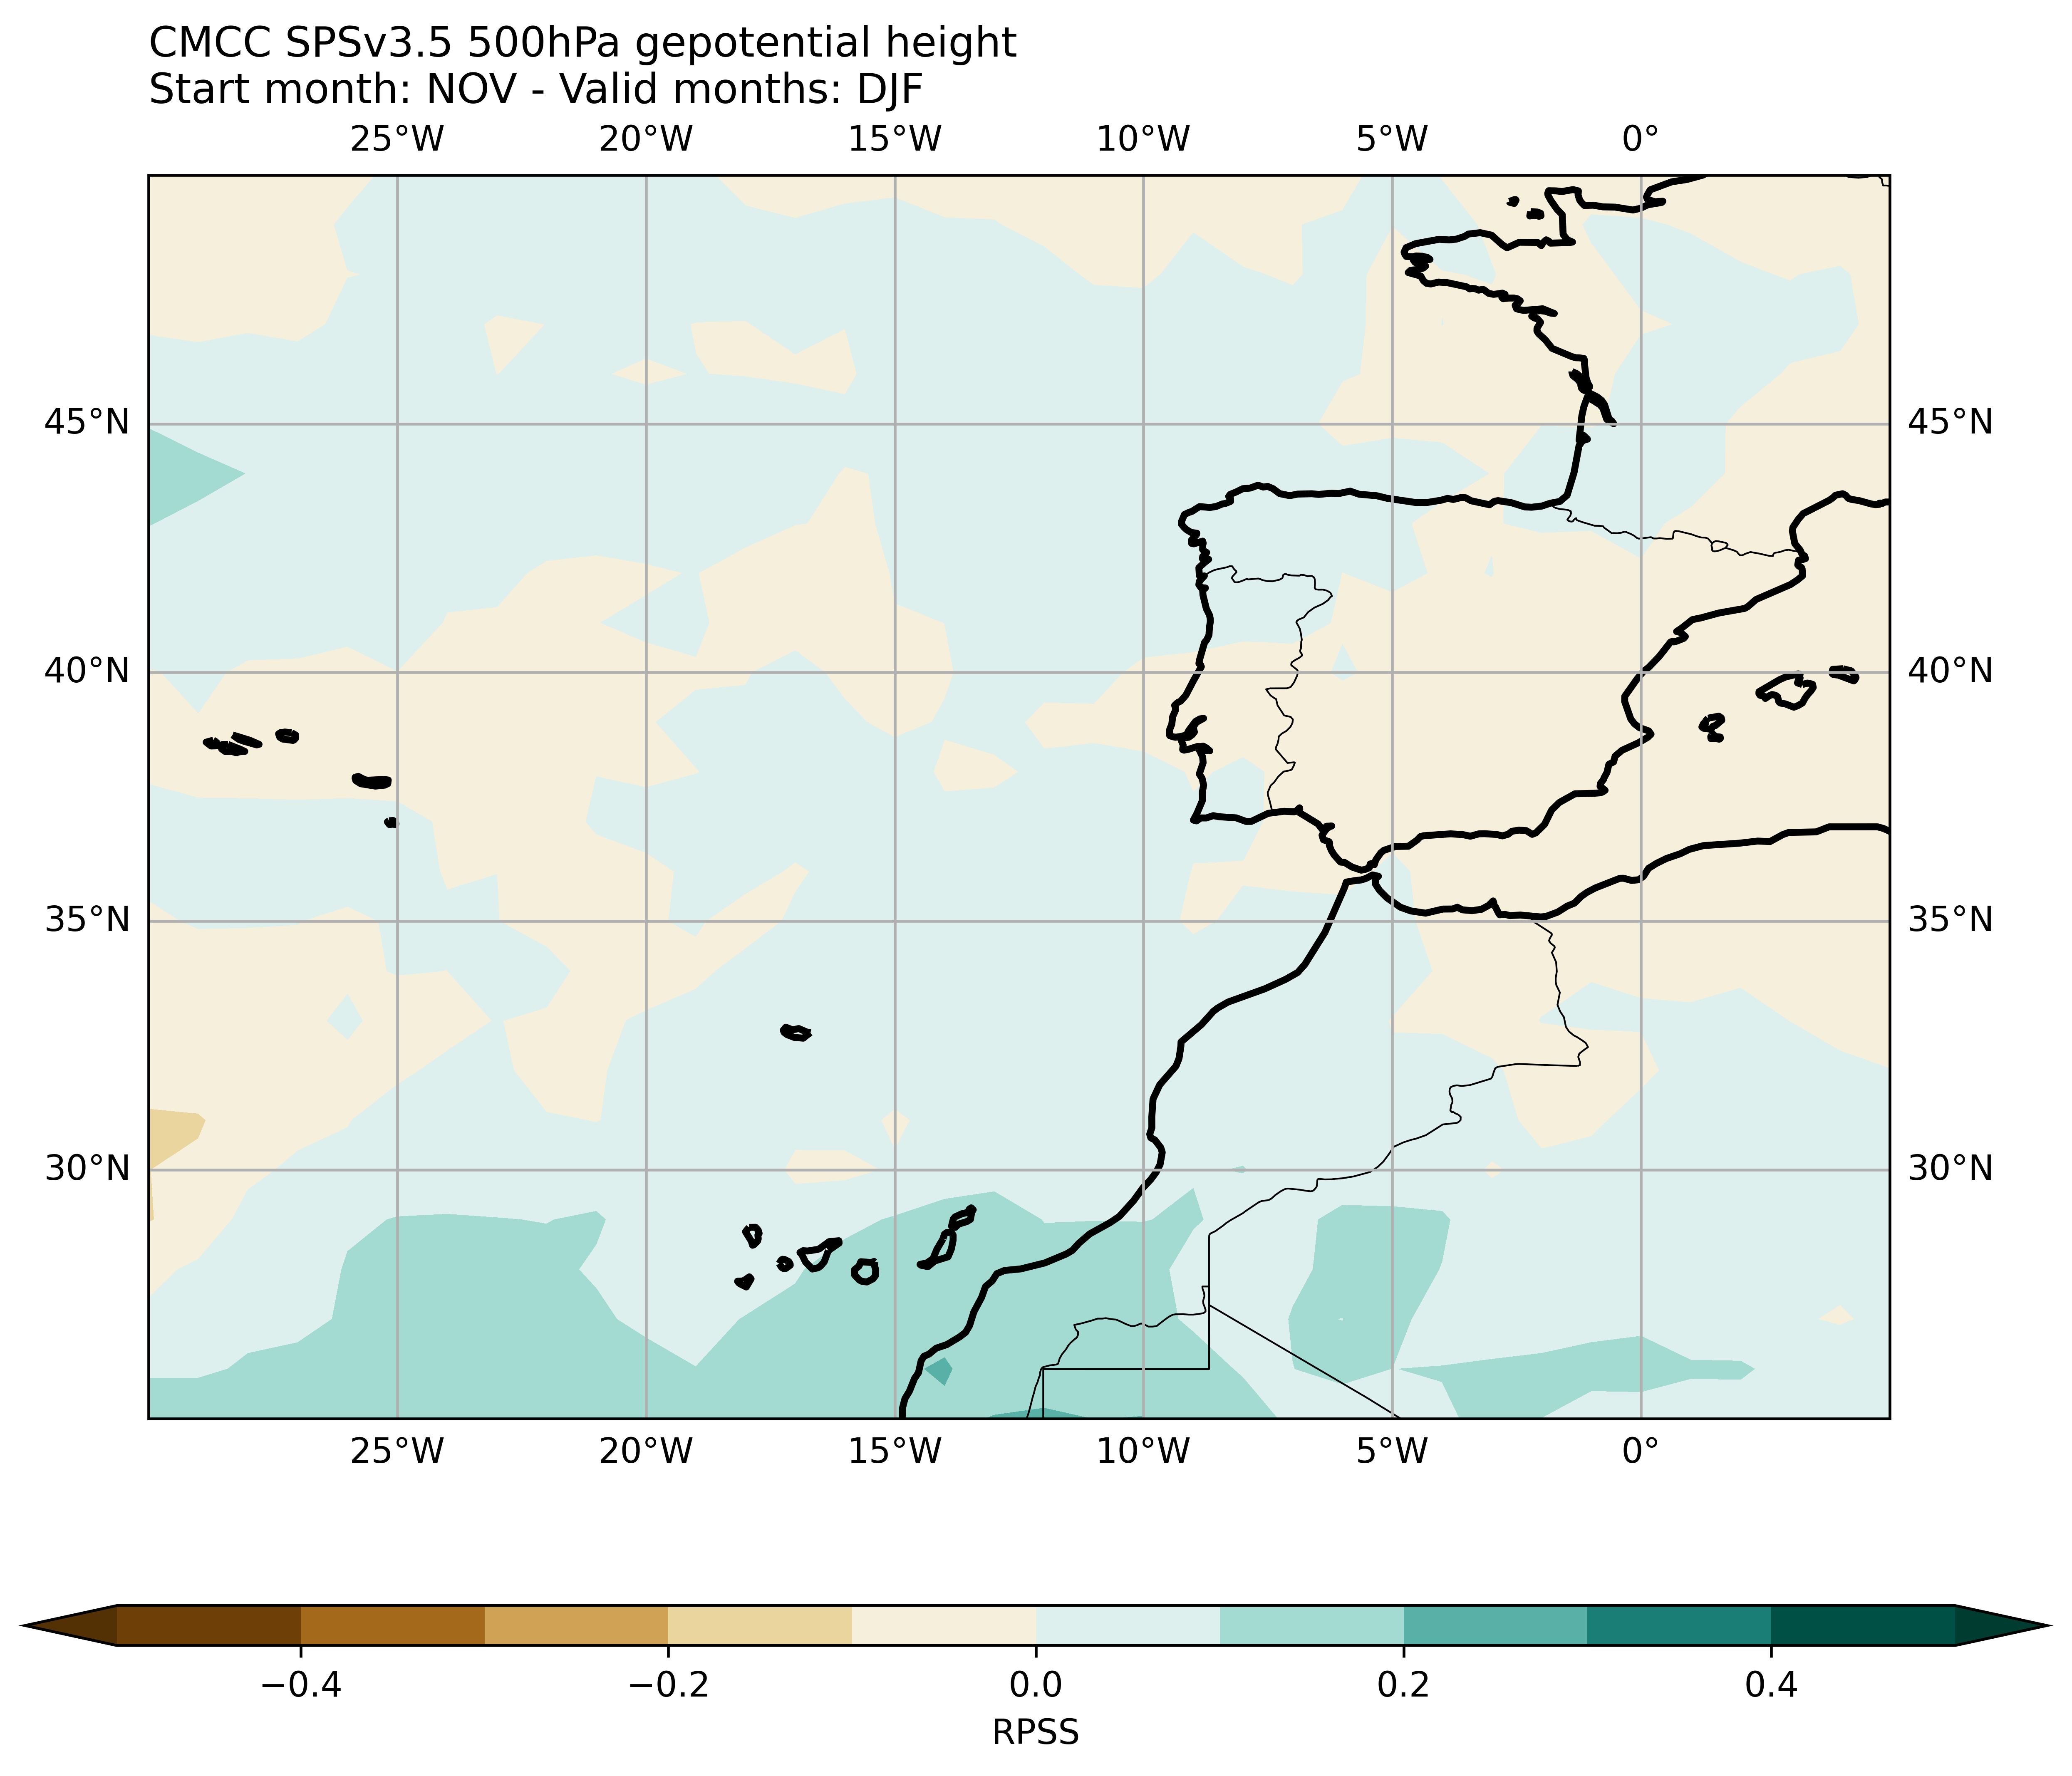 CMCC SPSv3.5 500hPa gepotential height
Start month: NOV - Valid months: DJF
25°W 20°W 15°W 10°W 5°W 0°
45°N 45°N
40°N 40°N
35°N 35°N
30°N 30°N
25°W 20°W 15°W 10°W 5°W 0°
−0.4 −0.2 0.0 0.2 0.4
RPSS